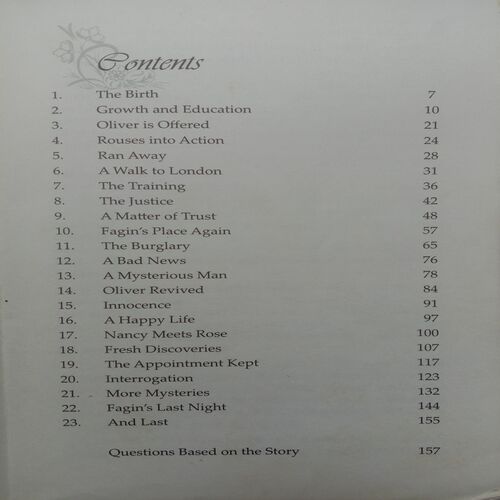 Contents
1. The Birth 7
2. Growth and Education 10
3. Oliver is Offered 21
4. Rouses into Action 24
5. Ran Away 28
6. A Walk to London 31
7. The Training 36
8. The Justice 42
9. A Matter of Trust 48
10. Fagin's Place Again 57
11. The Burglary 65
12. A Bad News 76
13. A Mysterious Man 78
14. Oliver Revived 84
15. Innocence 91
16. A Happy Life 97
17. Nancy Meets Rose 100
18. Fresh Discoveries 107
19. The Appointment Kept 117
20. Interrogation 123
21. More Mysteries 132
22. Fagin's Last Night 144
23. And Last 155
Questions Based on the Story 157